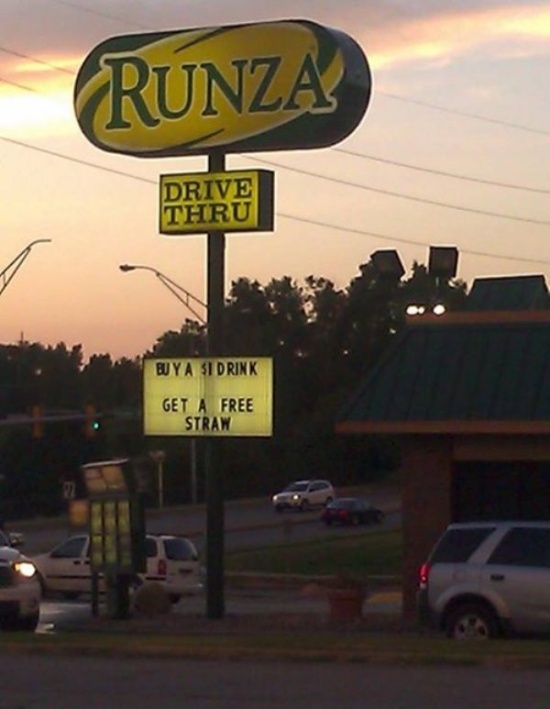 RUNZA
DRIVE
THRU
BUY A $1 DRINK
GET A FREE
STRAW